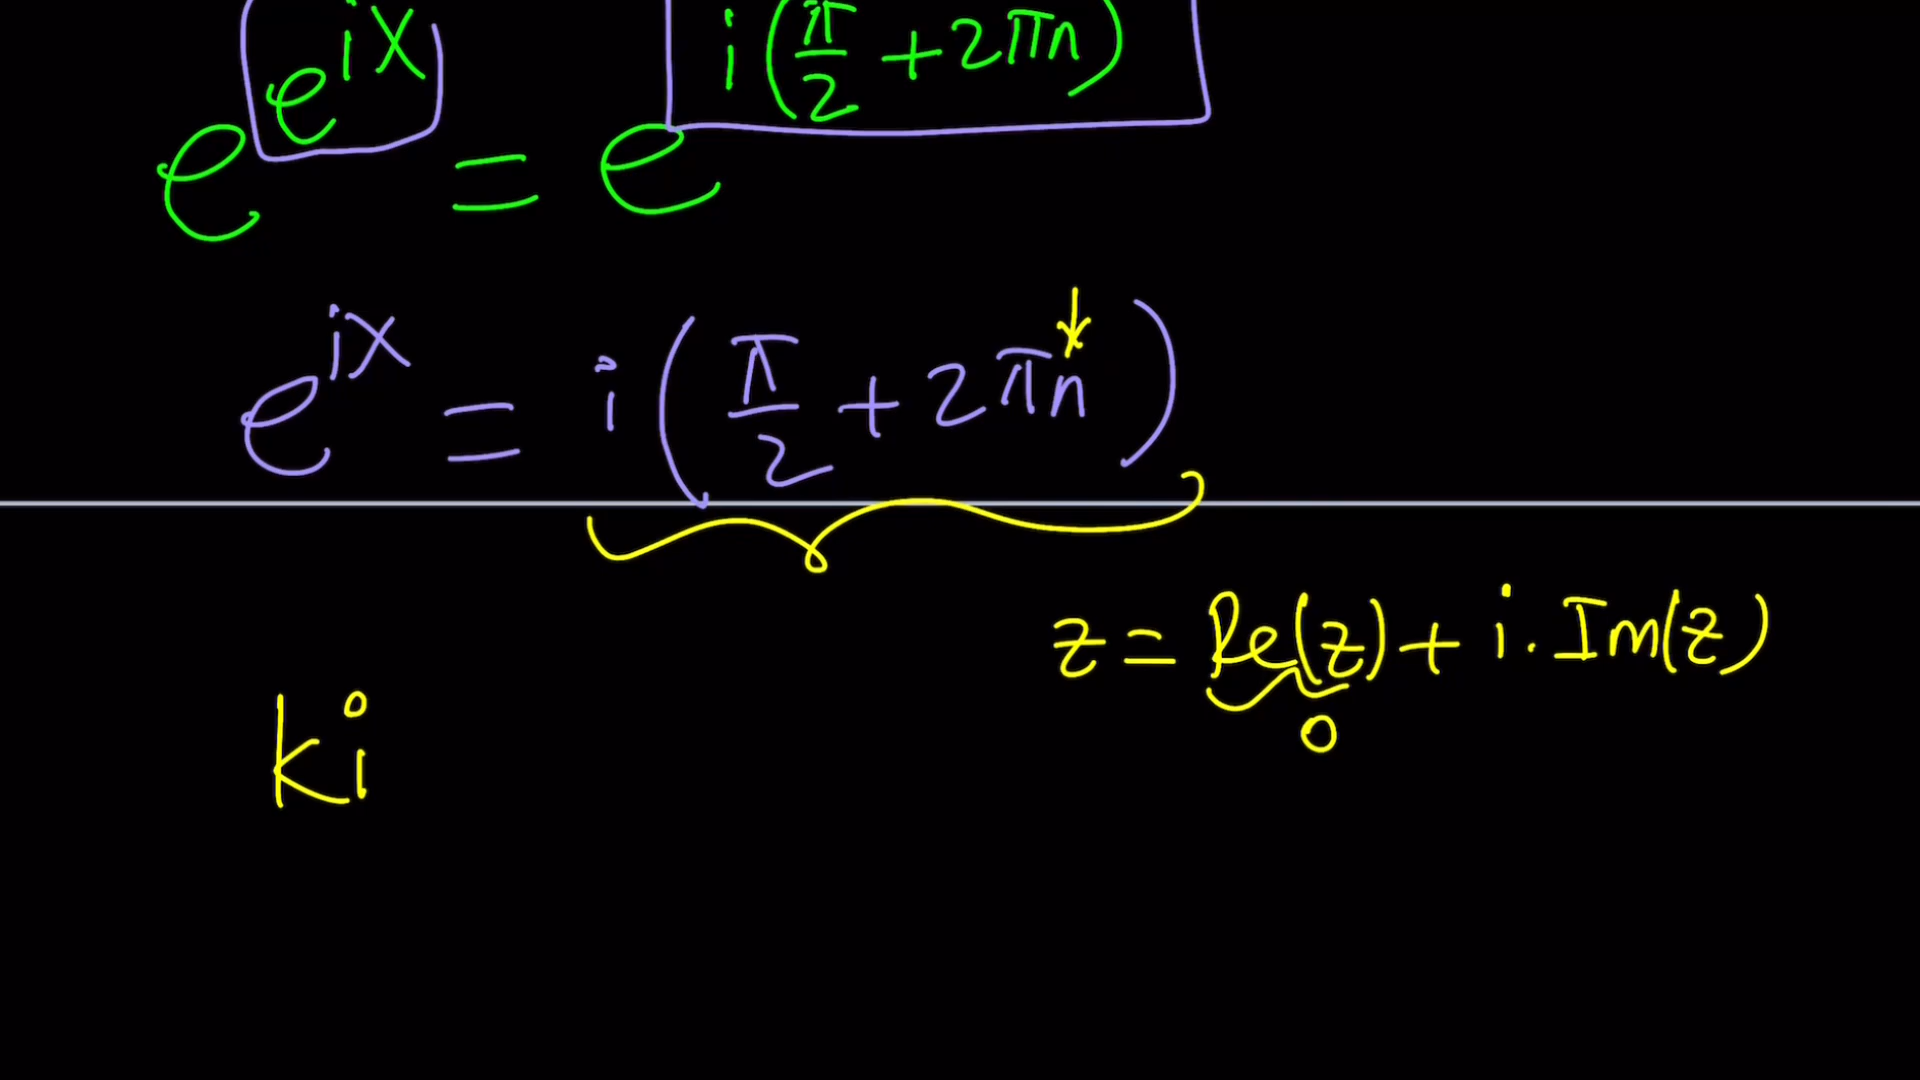 e^{e^{ix}} = e^{i(π/2 + 2πn)}
e^{ix} = i(π/2 + 2πn)
z = Re(z) + i. Im(z)
0
ki